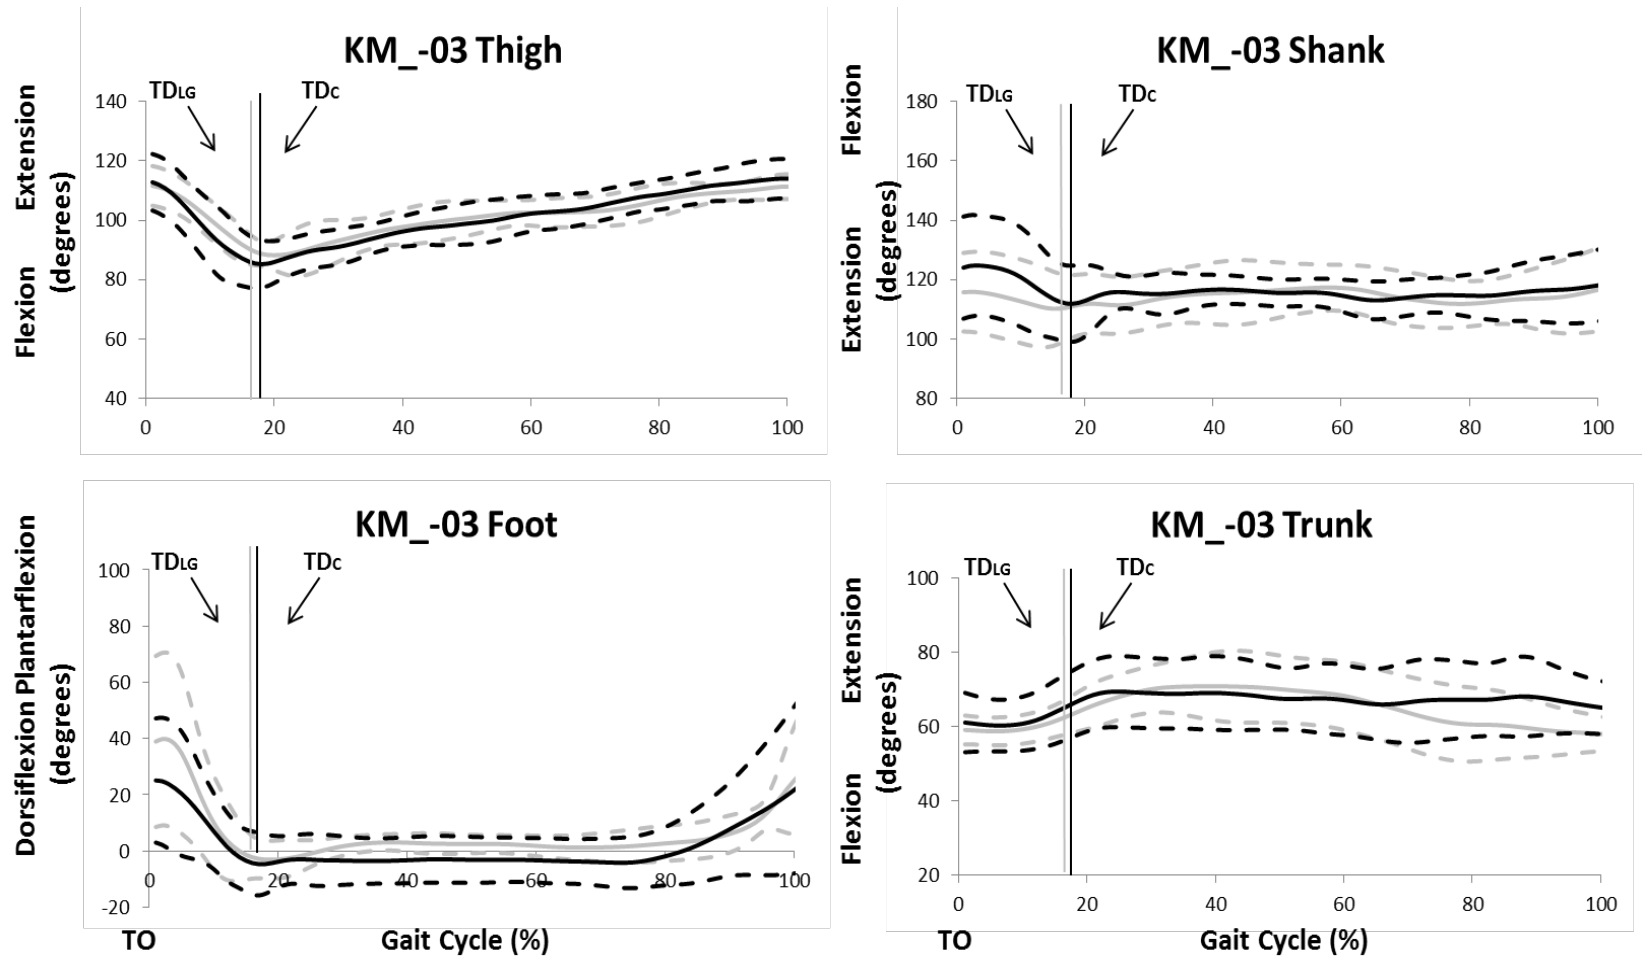 KM_-03 Thigh
TDLG
TDC
Flexion Extension
(degrees)
140
120
100
80
60
40
0 20 40 60 80 100
KM_-03 Shank
TDLG
TDC
Extension Flexion
(degrees)
180
160
140
120
100
80
0 20 40 60 80 100
KM_-03 Foot
TDLG
TDC
Dorsiflexion Plantarflexion
(degrees)
100
80
60
40
20
0
-20
0 20 40 60 80 100
TO Gait Cycle (%)
KM_-03 Trunk
TDLG
TDC
Flexion Extension
(degrees)
100
80
60
40
20
0 20 40 60 80 100
TO Gait Cycle (%)